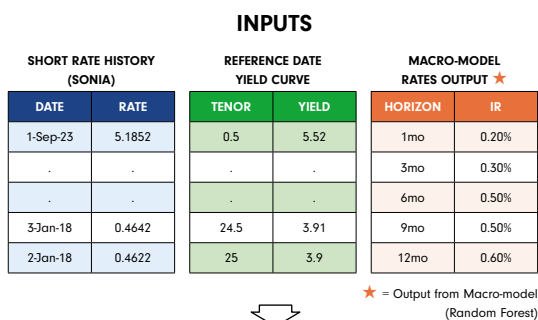 INPUTS
SHORT RATE HISTORY
(SONIA)
DATE RATE
1-Sep-23 5.1852
. .
. .
3-Jan-18 0.4642
2-Jan-18 0.4622
REFERENCE DATE
YIELD CURVE
TENOR YIELD
0.5 5.52
. .
. .
24.5 3.91
25 3.9
MACRO-MODEL
RATES OUTPUT ★
HORIZON IR
1mo 0.20%
3mo 0.30%
6mo 0.50%
9mo 0.50%
12mo 0.60%
★ = Output from Macro-model
(Random Forest)